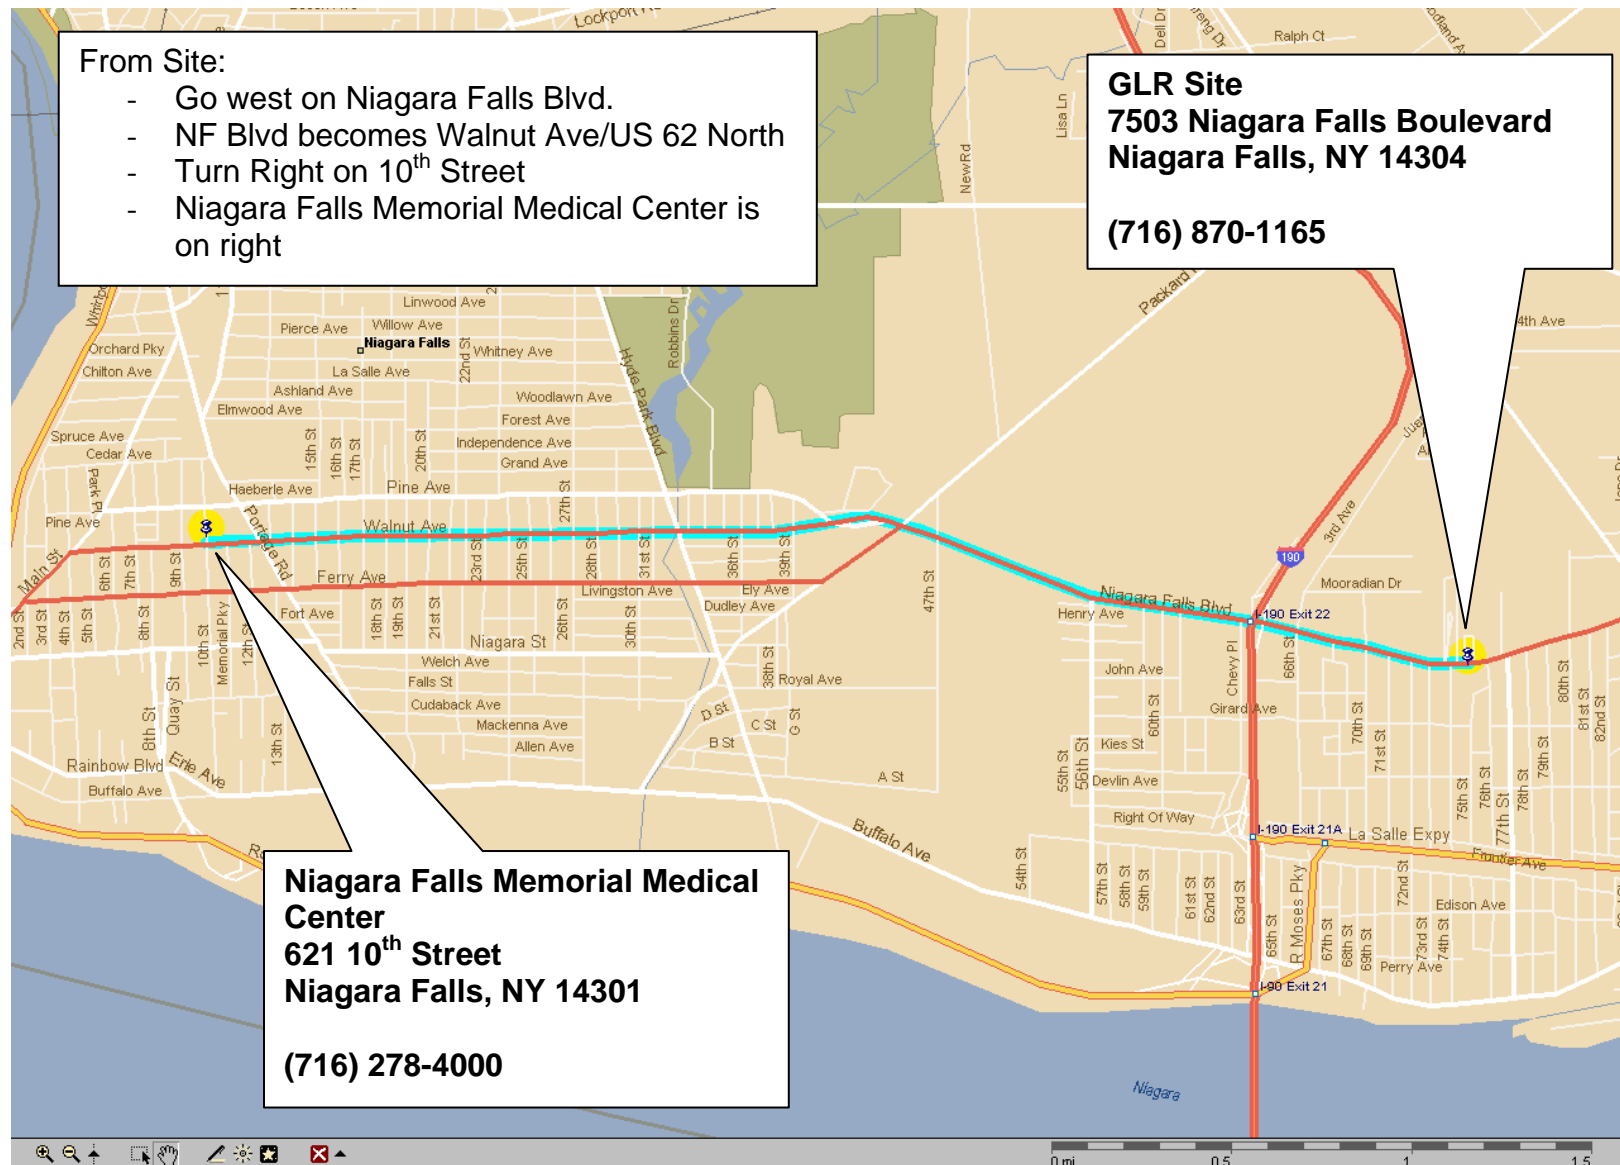 From Site:
- Go west on Niagara Falls Blvd.
- NF Blvd becomes Walnut Ave/US 62 North
- Turn Right on 10th Street
- Niagara Falls Memorial Medical Center is
on right
GLR Site
7503 Niagara Falls Boulevard
Niagara Falls, NY 14304
(716) 870-1165
Niagara Falls Memorial Medical
Center
621 10th Street
Niagara Falls, NY 14301
(716) 278-4000
Lockport
Dell Dr
Ralph Ct
Lisa Ln
New Rd
Packard
4th Ave
Linwood Ave
Pierce Ave
Willow Ave
Niagara Falls
22nd St
Whitney Ave
Orchard Pky
Chilton Ave
La Salle Ave
Ashland Ave
Elmwood Ave
Woodlawn Ave
Forest Ave
Independence Ave
Grand Ave
Hyde Park Blvd
Robbins Dr
Spruce Ave
Cedar Ave
Park Pl
15th St
16th St
17th St
20th St
Haeberle Ave
Pine Ave
27th St
Pine Ave
Portage Rd
Walnut Ave
Main St
6th St
7th St
9th St
Ferry Ave
23rd St
25th St
28th St
31st St
36th St
39th St
47th St
Livingston Ave
Ely Ave
Dudley Ave
2nd St
3rd St
4th St
5th St
8th St
10th St
Memorial Pky
12th St
Fort Ave
18th St
19th St
21st St
26th St
30th St
Niagara St
Welch Ave
Falls St
Cudaback Ave
Mackenna Ave
Allen Ave
38th St
Royal Ave
D St
C St
B St
G St
A St
8th St
Quay St
13th St
Rainbow Blvd
Erie Ave
Buffalo Ave
Buffalo Ave
190
3rd Ave
Mooradian Dr
Niagara Falls Blvd
Henry Ave
I-190 Exit 22
66th St
John Ave
Chevy Pl
Girard Ave
60th St
Kies St
55th St
56th St
Devlin Ave
Right Of Way
70th St
71st St
80th St
81st St
82nd St
75th St
76th St
77th St
78th St
79th St
I-190 Exit 21A
La Salle Expy
Frontier Ave
54th St
57th St
58th St
59th St
61st St
62nd St
63rd St
65th St
R Moses Pky
67th St
68th St
69th St
72nd St
73rd St
74th St
Edison Ave
Perry Ave
I-90 Exit 21
Niagara
0 mi
0.5
1
1.5